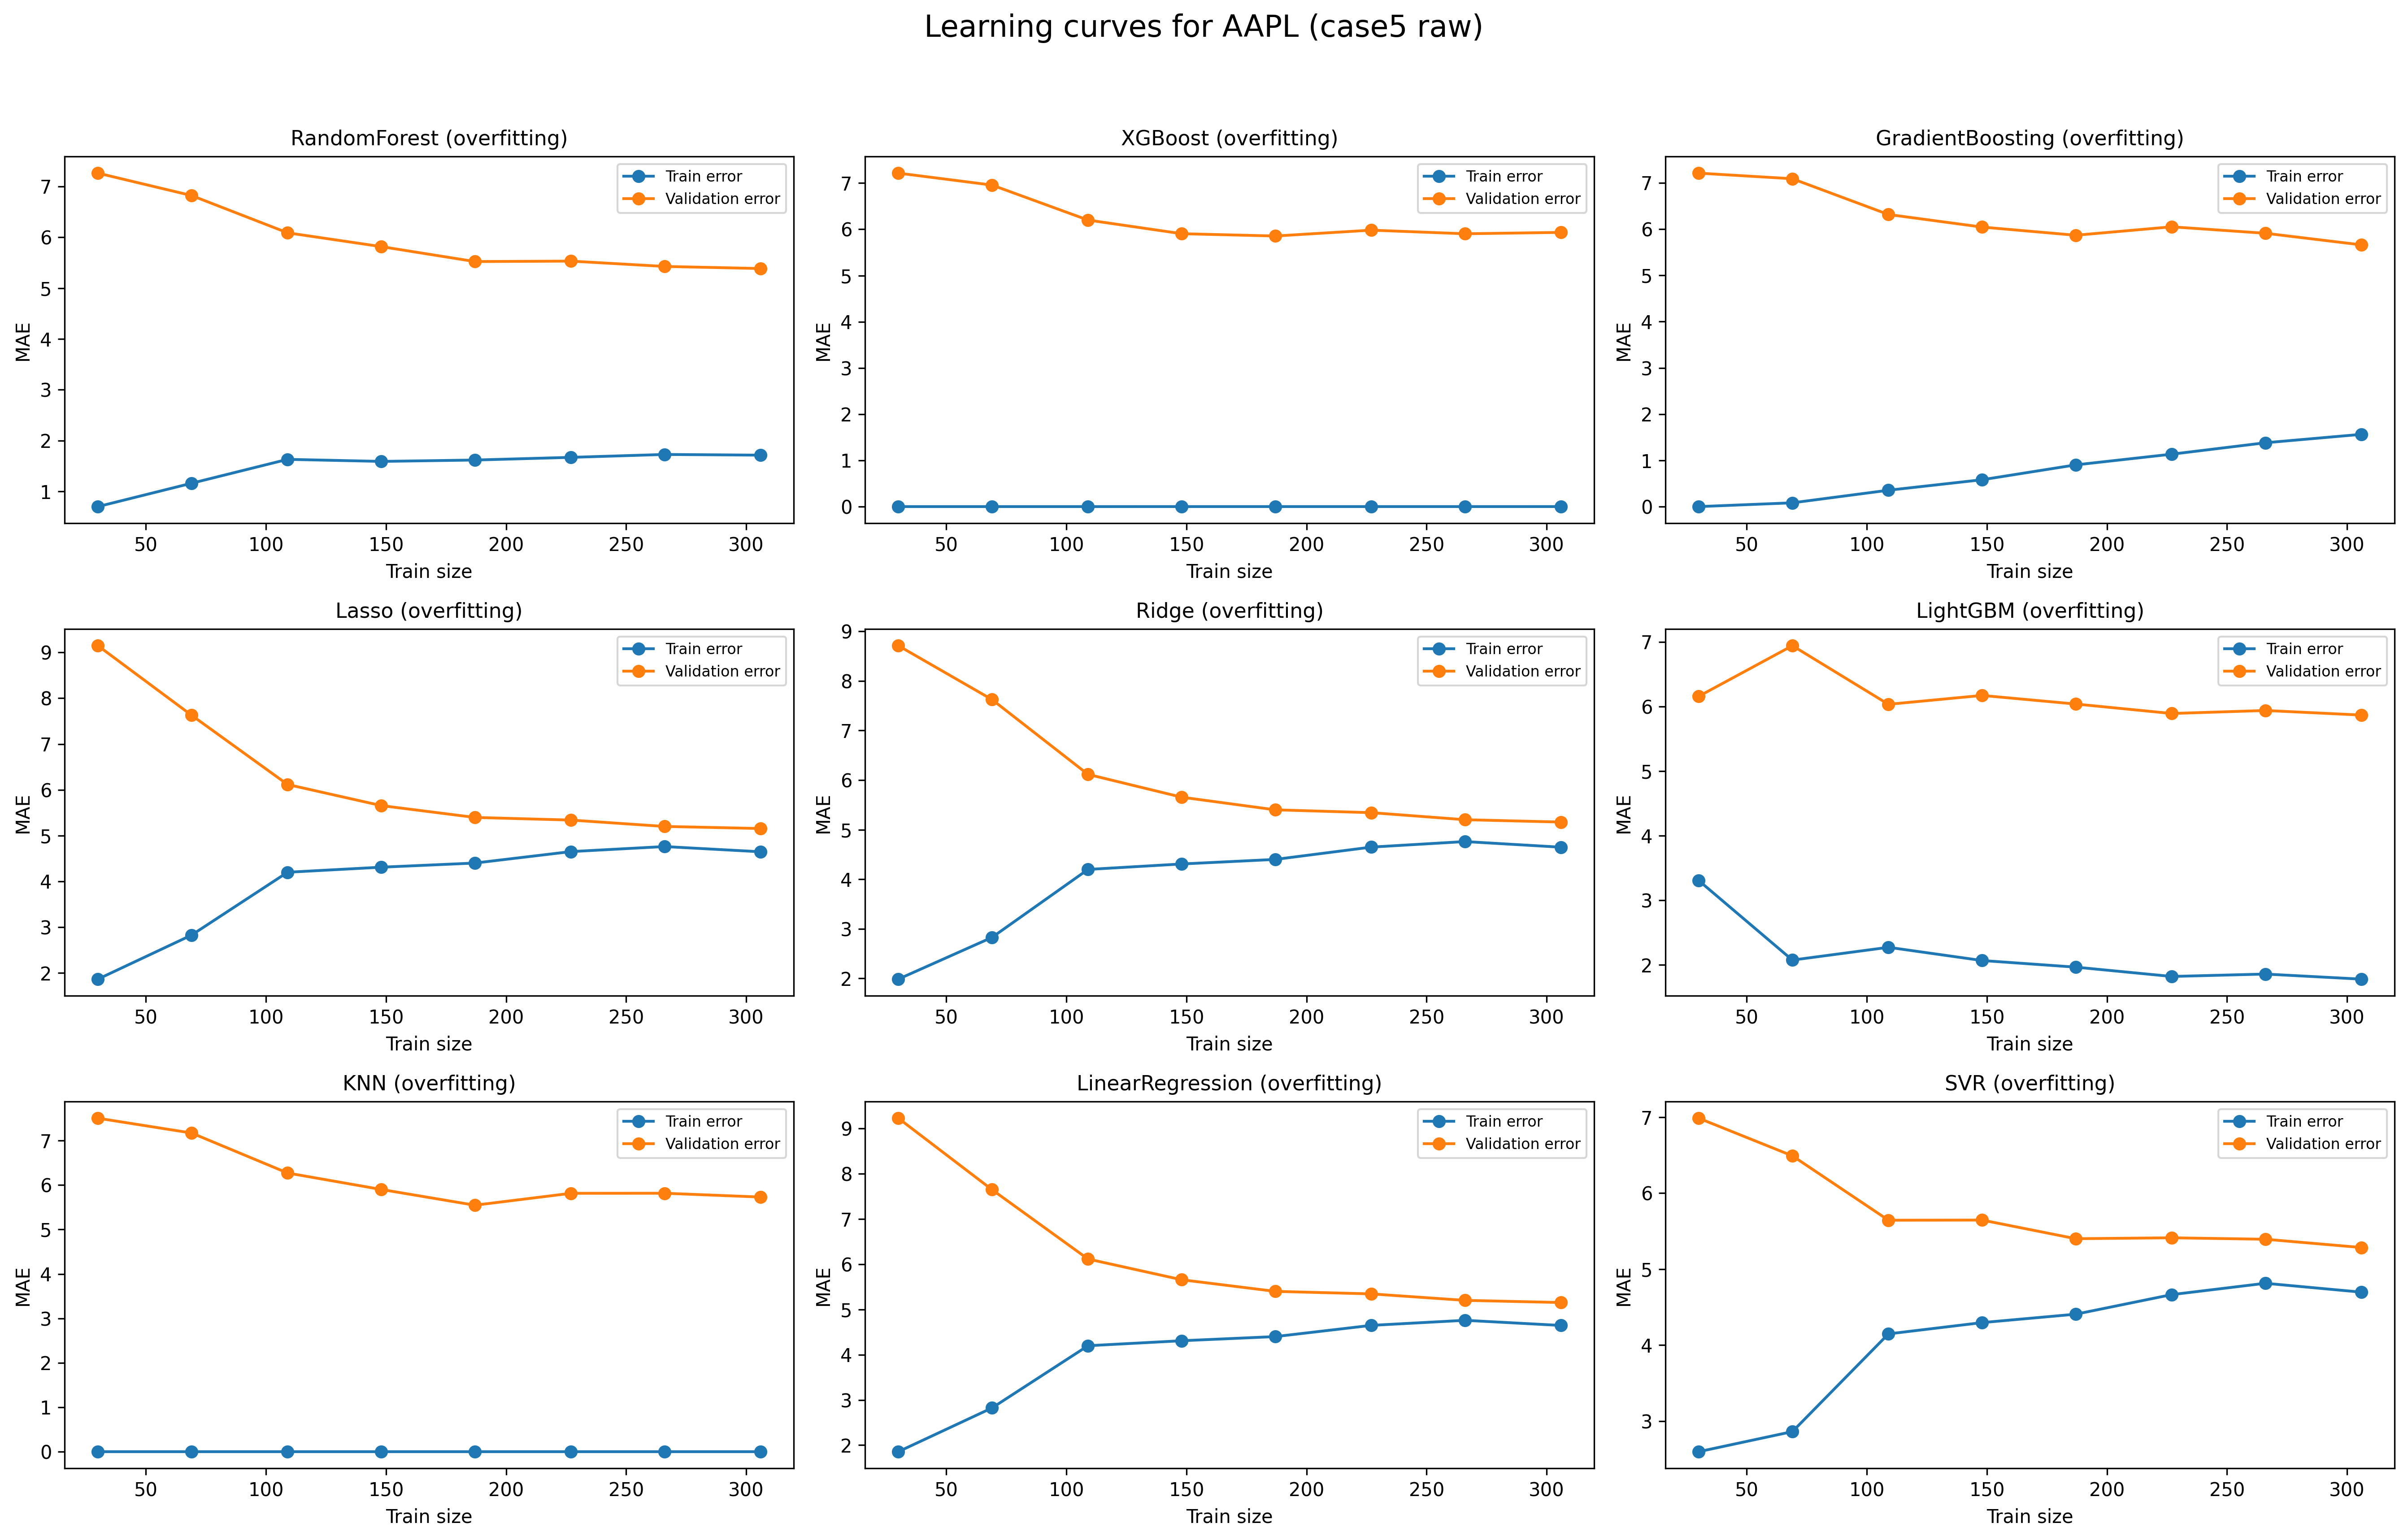 Learning curves for AAPL (case5 raw)
RandomForest (overfitting)
MAE
7
6
5
4
3
2
1
Train error
Validation error
50 100 150 200 250 300
Train size
XGBoost (overfitting)
MAE
7
6
5
4
3
2
1
0
Train error
Validation error
50 100 150 200 250 300
Train size
GradientBoosting (overfitting)
MAE
7
6
5
4
3
2
1
0
Train error
Validation error
50 100 150 200 250 300
Train size
Lasso (overfitting)
MAE
9
8
7
6
5
4
3
2
Train error
Validation error
50 100 150 200 250 300
Train size
Ridge (overfitting)
MAE
9
8
7
6
5
4
3
2
Train error
Validation error
50 100 150 200 250 300
Train size
LightGBM (overfitting)
MAE
7
6
5
4
3
2
Train error
Validation error
50 100 150 200 250 300
Train size
KNN (overfitting)
MAE
7
6
5
4
3
2
1
0
Train error
Validation error
50 100 150 200 250 300
Train size
LinearRegression (overfitting)
MAE
9
8
7
6
5
4
3
2
Train error
Validation error
50 100 150 200 250 300
Train size
SVR (overfitting)
MAE
7
6
5
4
3
Train error
Validation error
50 100 150 200 250 300
Train size